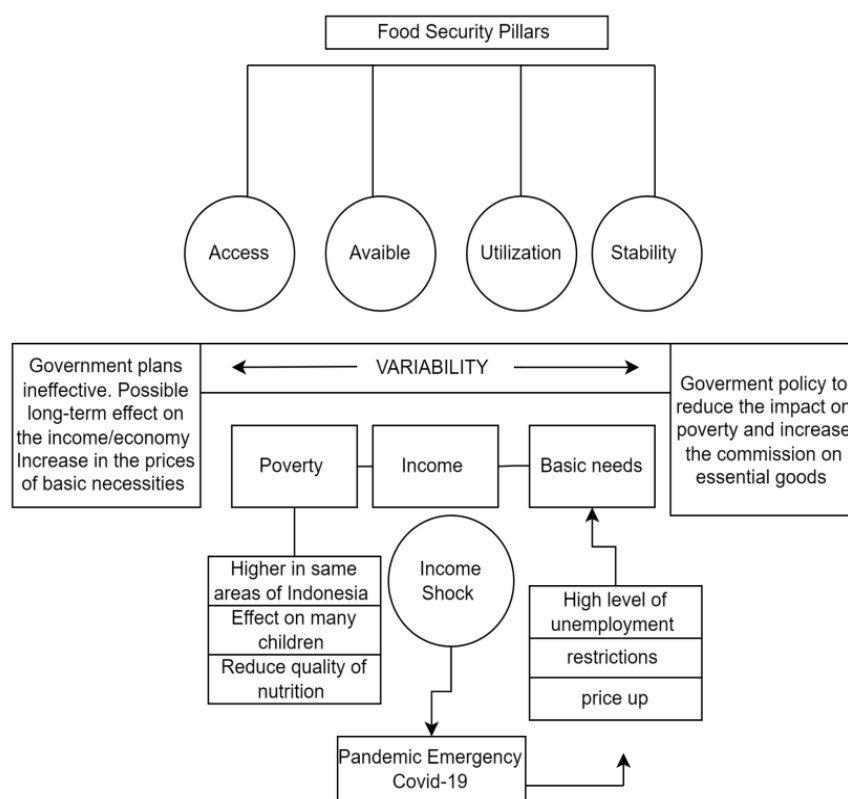 Food Security Pillars
Access
Avaible
Utilization
Stability
Government plans
ineffective. Possible
long-term effect on
the income/economy
Increase in the prices
of basic necessities
VARIABILITY
Goverment policy to
reduce the impact on
poverty and increase
the commission on
essential goods
Poverty
Income
Basic needs
Higher in same
areas of Indonesia
Effect on many
children
Reduce quality of
nutrition
Income
Shock
High level of
unemployment
restrictions
price up
Pandemic Emergency
Covid-19